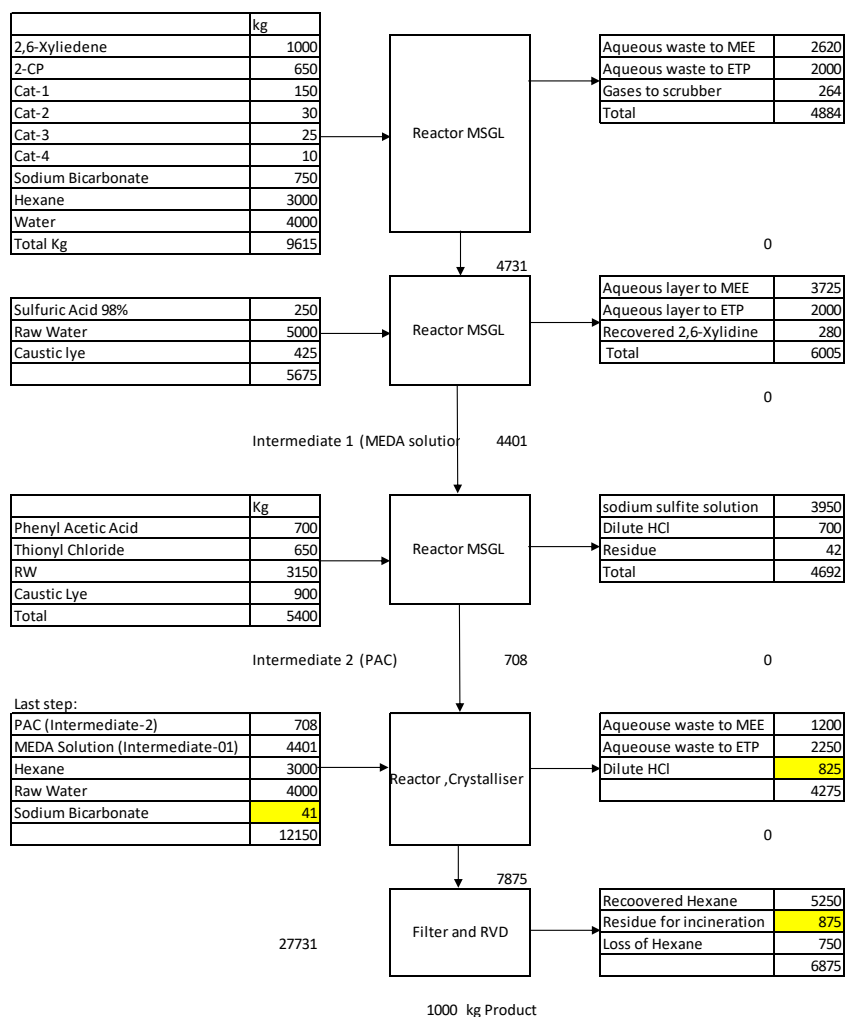 kg
2,6-Xyliedene 1000
2-CP 650
Cat-1 150
Cat-2 30
Cat-3 25
Cat-4 10
Sodium Bicarbonate 750
Hexane 3000
Water 4000
Total Kg 9615
Reactor MSGL
Aqueous waste to MEE 2620
Aqueous waste to ETP 2000
Gases to scrubber 264
Total 4884
0
4731
Sulfuric Acid 98% 250
Raw Water 5000
Caustic lye 425
5675
Reactor MSGL
Aqueous layer to MEE 3725
Aqueous layer to ETP 2000
Recovered 2,6-Xylidine 280
Total 6005
0
Intermediate 1 (MEDA solution 4401
Kg
Phenyl Acetic Acid 700
Thionyl Chloride 650
RW 3150
Caustic Lye 900
Total 5400
Reactor MSGL
sodium sulfite solution 3950
Dilute HCl 700
Residue 42
Total 4692
Intermediate 2 (PAC) 708 0
Last step:
PAC (Intermediate-2) 708
MEDA Solution (Intermediate-01) 4401
Hexane 3000
Raw Water 4000
Sodium Bicarbonate 41
12150
Reactor ,Crystalliser
Aqueouse waste to MEE 1200
Aqueouse waste to ETP 2250
Dilute HCl 825
4275
0
7875
27731
Filter and RVD
Recoovered Hexane 5250
Residue for incineration 875
Loss of Hexane 750
6875
1000 kg Product